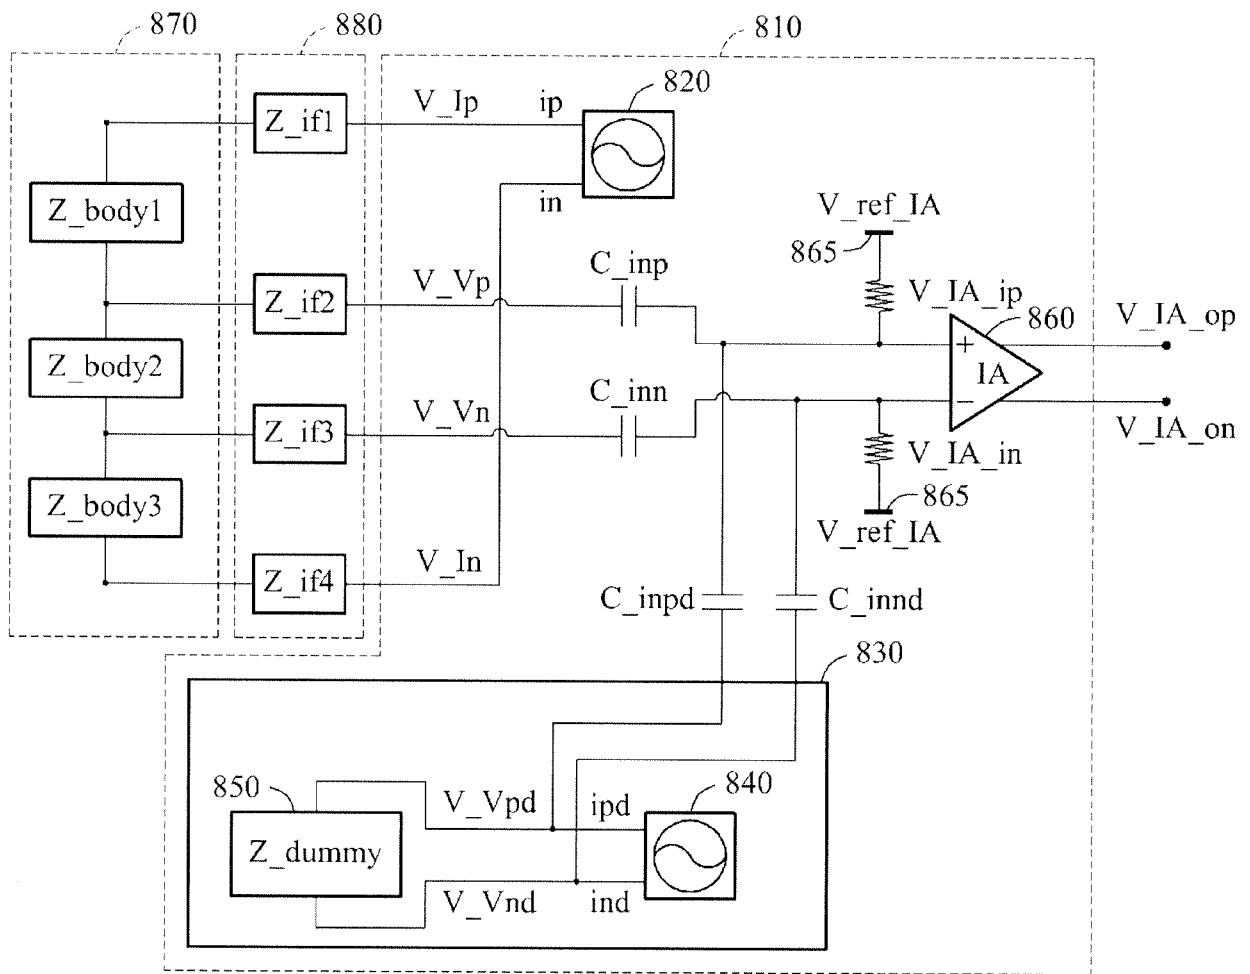 870
880
810
820
Z_if1
V_Ip
ip
Z_body1
in
V_ref_IA
865
C_inp
Z_if2
V_Vp
V_IA_ip
860
V_IA_op
+
IA
Z_body2
C_inn
−
Z_if3
V_Vn
V_IA_on
V_IA_in
Z_body3
865
V_ref_IA
Z_if4
V_In
C_inpd
C_innd
830
850
840
V_Vpd
ipd
Z_dummy
V_Vnd
ind